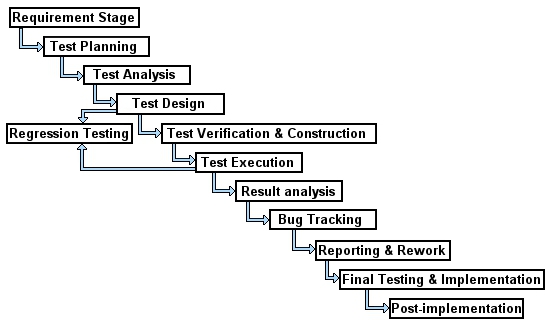 Requirement Stage
Test Planning
Test Analysis
Test Design
Regression Testing
Test Verification & Construction
Test Execution
Result analysis
Bug Tracking
Reporting & Rework
Final Testing & Implementation
Post-implementation